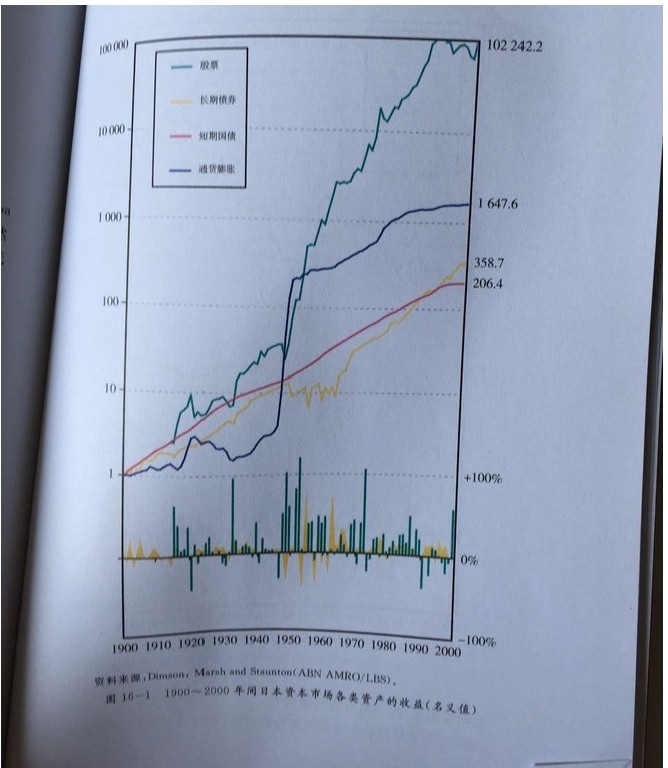 100 000
102 242.2
股票
长期债券
10 000
短期国债
通货膨胀
1 000
1 647.6
358.7
206.4
100
10
1
+100%
0%
-100%
1900 1910 1920 1930 1940 1950 1960 1970 1980 1990 2000
资料来源:Dimson, Marsh and Staunton(ABN AMRO/LBS)。
图 16-1 1900～2000 年间日本资本市场各类资产的收益(名义值)